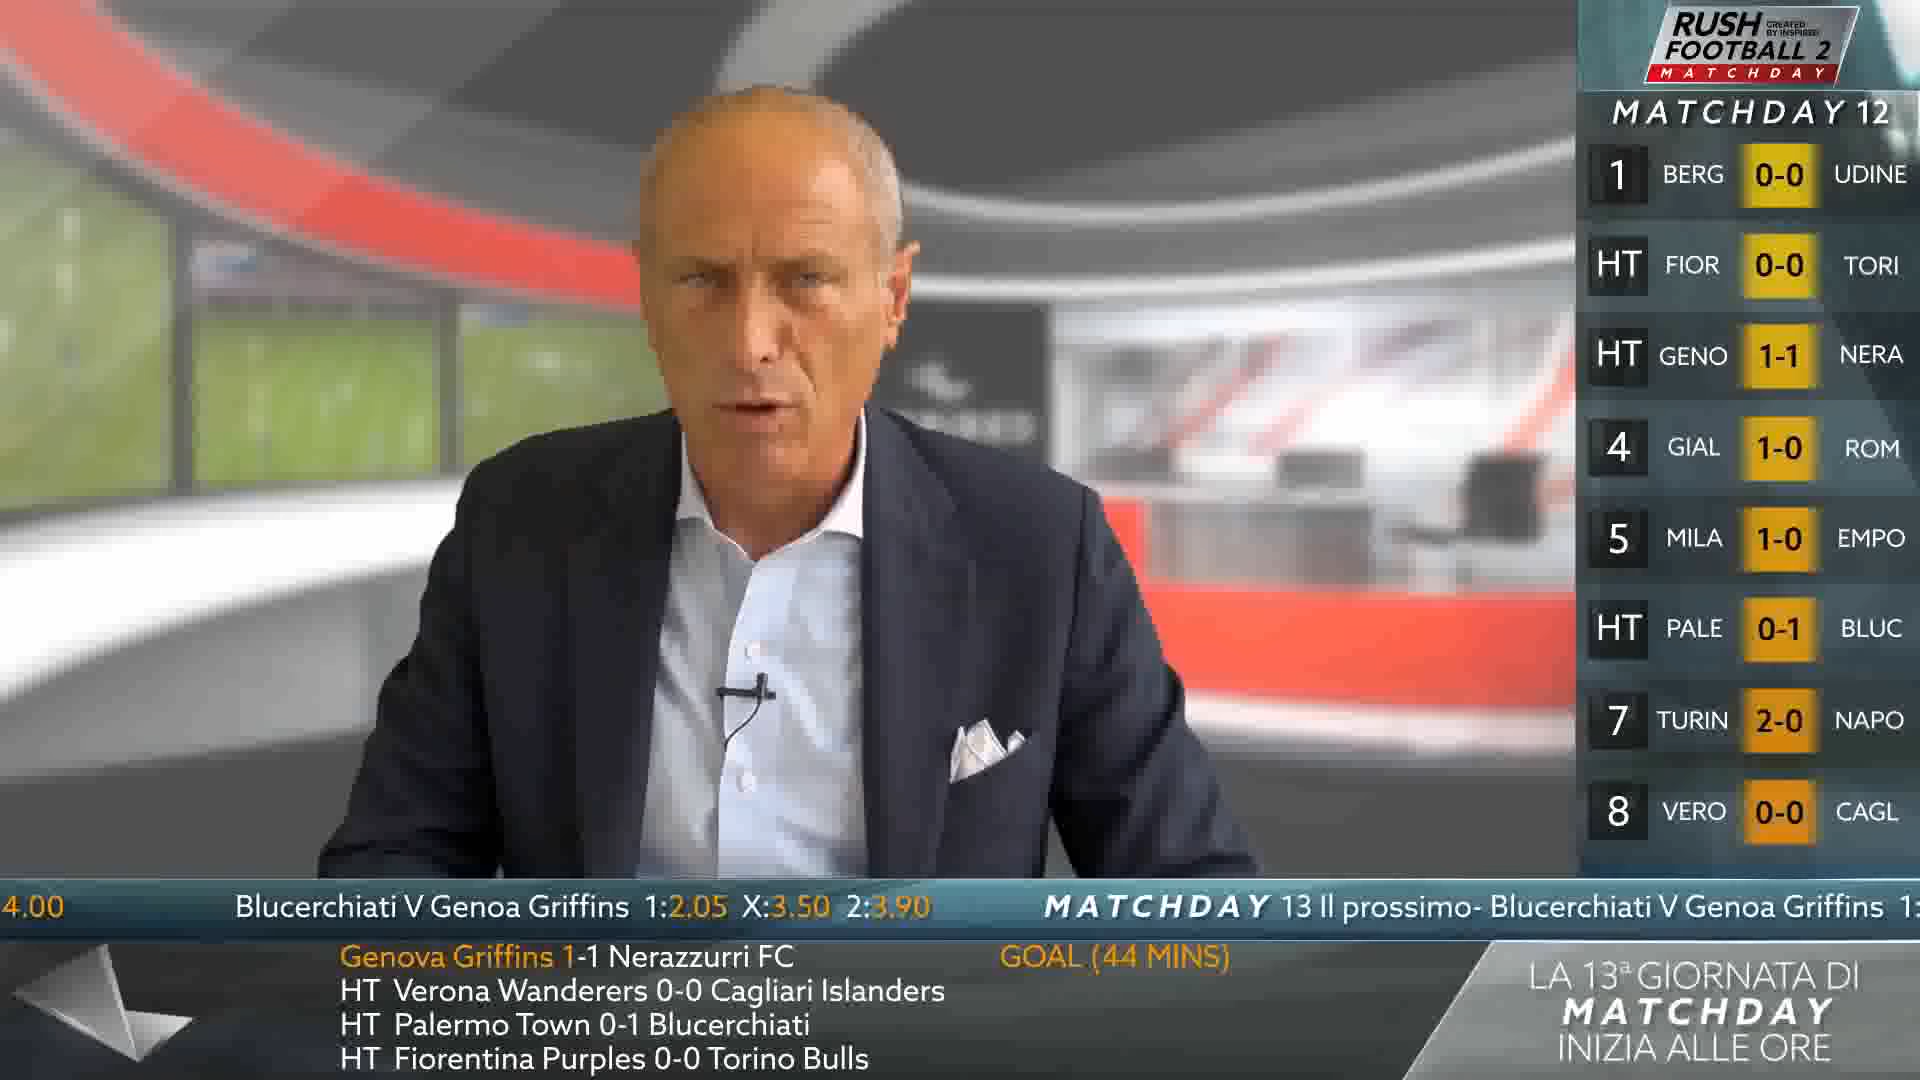 RUSH CREATED BY INSPIRED
FOOTBALL 2
MATCHDAY
MATCHDAY 12
1 BERG 0-0 UDINE
HT FIOR 0-0 TORI
HT GENO 1-1 NERA
4 GIAL 1-0 ROM
5 MILA 1-0 EMPO
HT PALE 0-1 BLUC
7 TURIN 2-0 NAPO
8 VERO 0-0 CAGL
4.00 Blucerchiati V Genoa Griffins 1:2.05 X:3.50 2:3.90 MATCHDAY 13 Il prossimo- Blucerchiati V Genoa Griffins 1:
Genova Griffins 1-1 Nerazzurri FC GOAL (44 MINS)
HT Verona Wanderers 0-0 Cagliari Islanders
HT Palermo Town 0-1 Blucerchiati
HT Fiorentina Purples 0-0 Torino Bulls
LA 13ª GIORNATA DI
MATCHDAY
INIZIA ALLE ORE